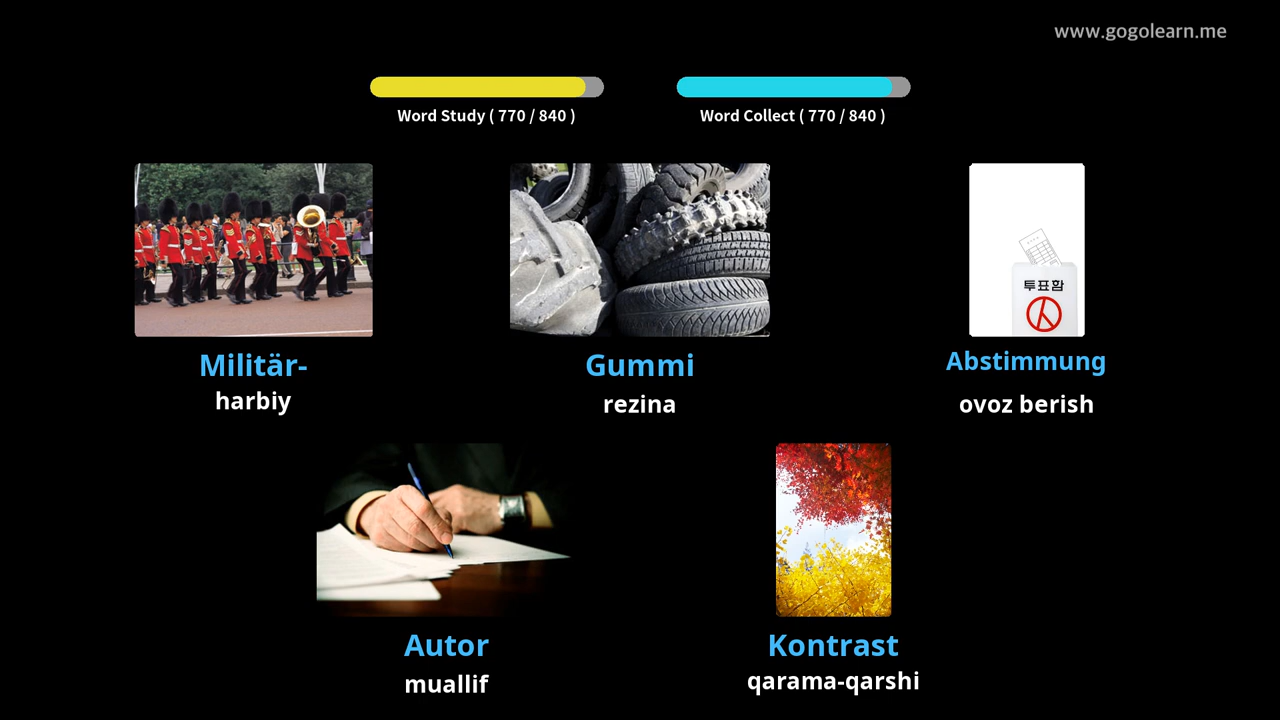 www.gogolearn.me
Word Study ( 770 / 840 )
Word Collect ( 770 / 840 )
투표함
Militär-
harbiy
Gummi
rezina
Abstimmung
ovoz berish
Autor
muallif
Kontrast
qarama-qarshi